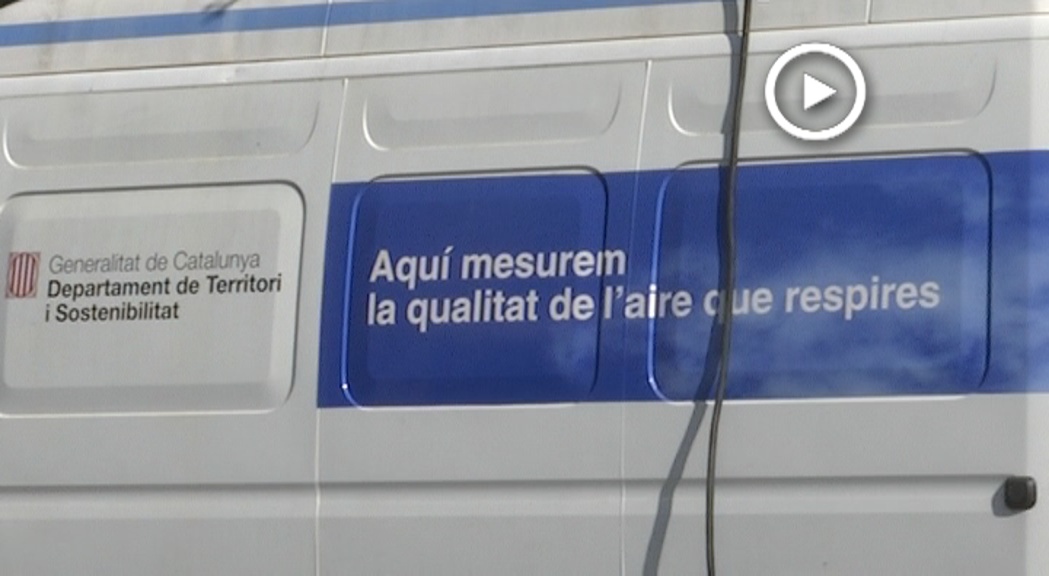 Generalitat de Catalunya
Departament de Territori
i Sostenibilitat
Aquí mesurem
la qualitat de l'aire que respires